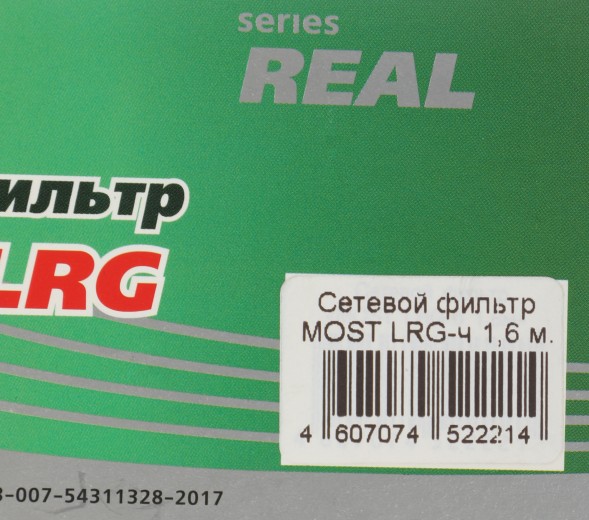 series
REAL
ильтр
LRG
Сетевой фильтр
MOST LRG-ч 1,6 м.
4 607074 522214
-007-54311328-2017